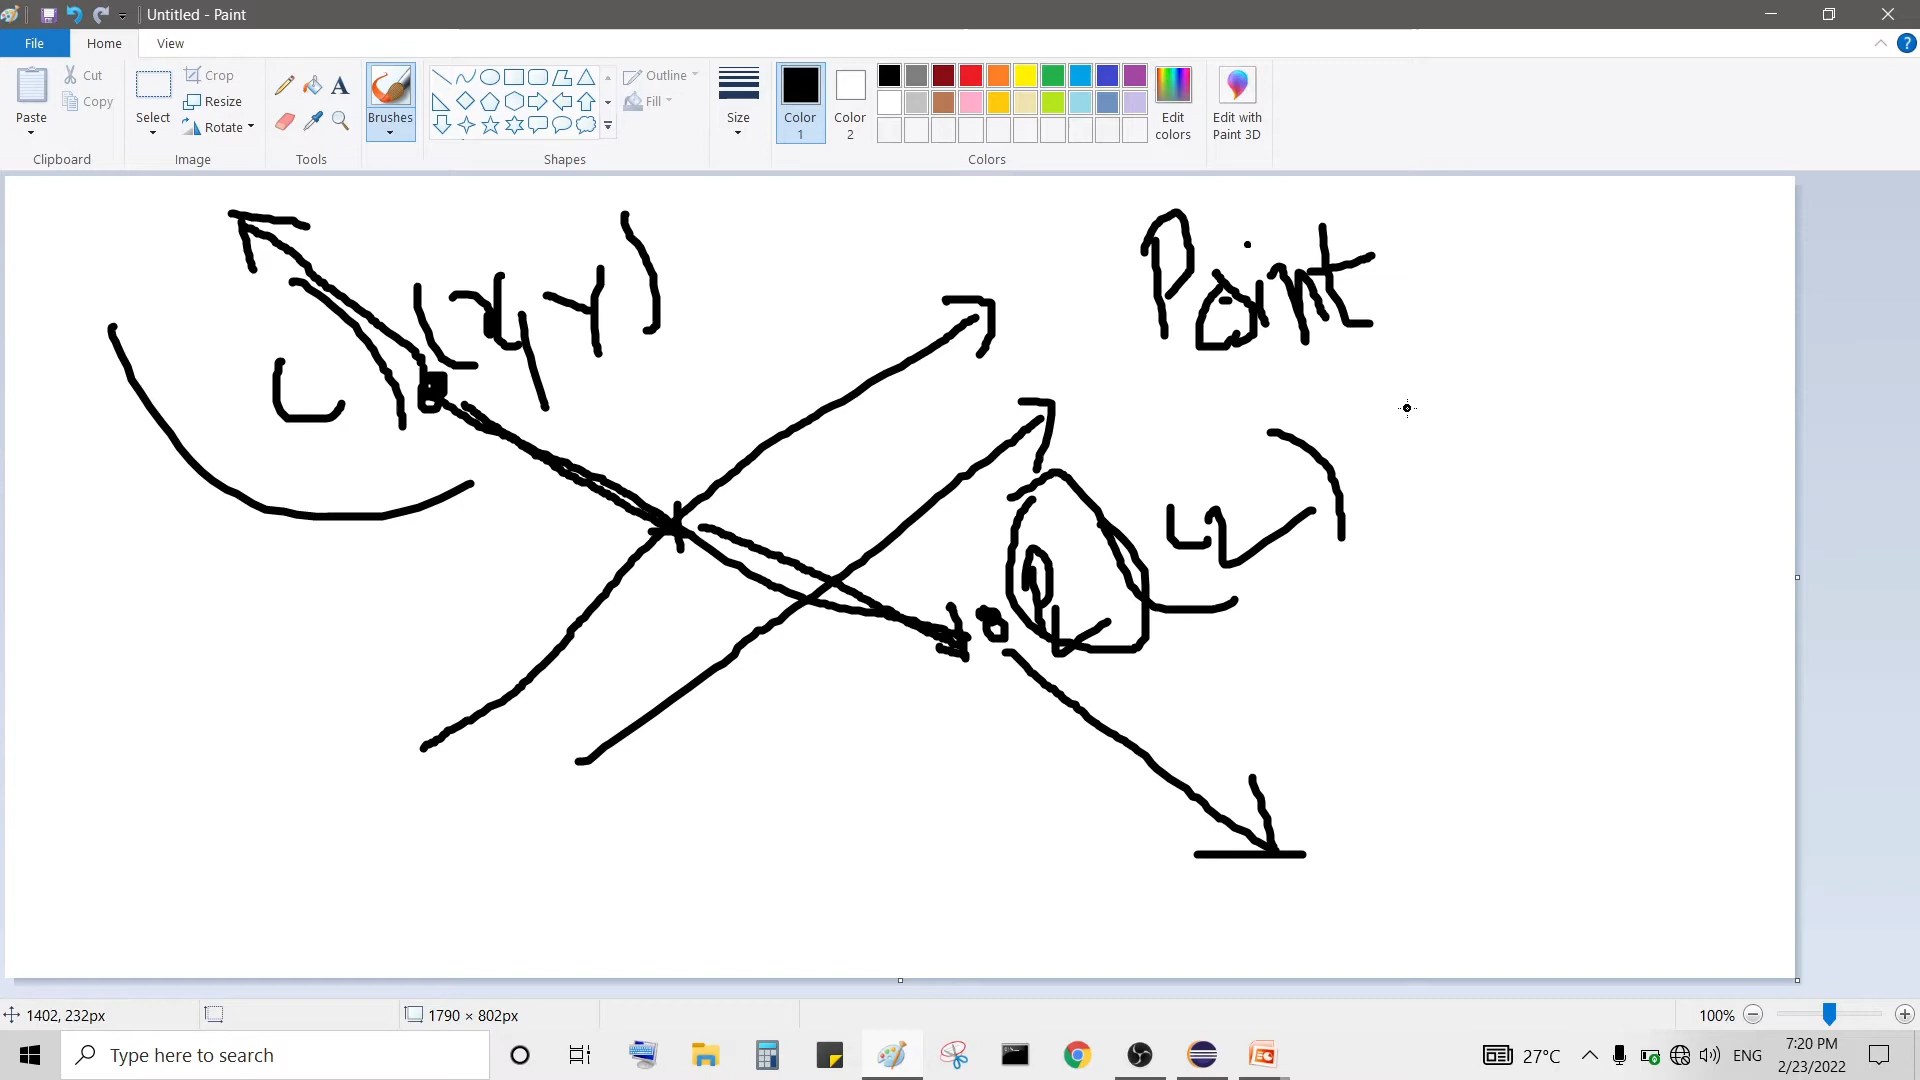 Untitled - Paint
File Home View
Paste
Cut
Copy
Clipboard
Select
Crop
Resize
Rotate
Image
Tools
Brushes
Shapes
Outline
Fill
Size
Color 1
Color 2
Edit colors
Colors
Edit with Paint 3D
Point
1402, 232px
1790 × 802px
100%
Type here to search
27°C
ENG
7:20 PM
2/23/2022